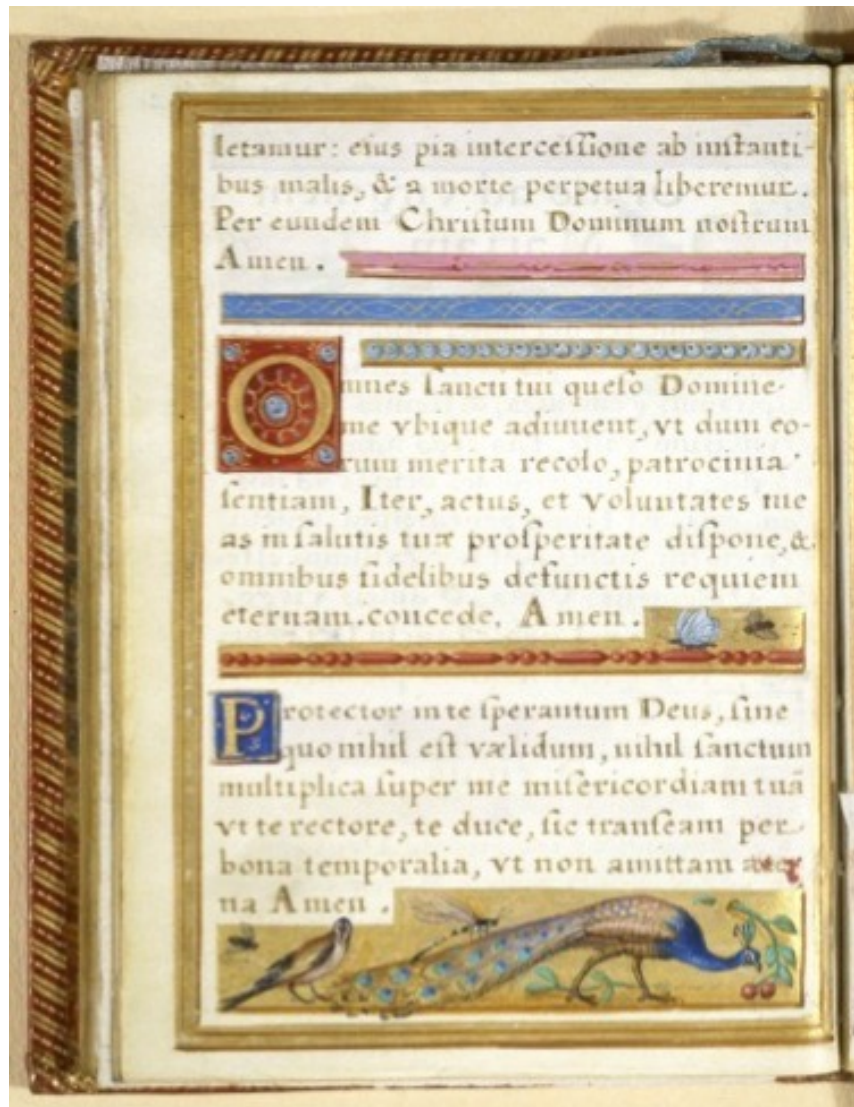 letamur: eius pia intercessione ab instanti-
bus malis, & a morte perpetua liberemur.
Per eundem Christum Dominum nostrum
Amen.
Omnes sancti tui queso Domine
me vbique adiuuent, vt dum eo-
rum merita recolo, patrocinia
sentiam, Iter, actus, et voluntates me
as in salutis tuæ prosperitate dispone, &
omnibus fidelibus defunctis requiem
eternam.concede. Amen.
Protector in te sperantum Deus, sine
quo nihil est vælidum, nihil sanctum
multiplica super me misericordiam tuã
vt te rectore, te duce, sic transeam per
bona temporalia, vt non amittam
na Amen.